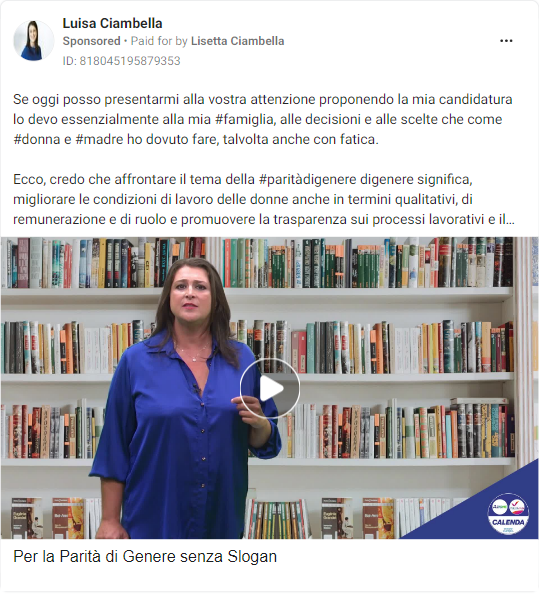 Luisa Ciambella
Sponsored • Paid for by Lisetta Ciambella
ID: 818045195879353
Se oggi posso presentarmi alla vostra attenzione proponendo la mia candidatura
lo devo essenzialmente alla mia #famiglia, alle decisioni e alle scelte che come
#donna e #madre ho dovuto fare, talvolta anche con fatica.
Ecco, credo che affrontare il tema della #paritàdigenere digenere significa,
migliorare le condizioni di lavoro delle donne anche in termini qualitativi, di
remunerazione e di ruolo e promuovere la trasparenza sui processi lavorativi e il...
CALENDA
Per la Parità di Genere senza Slogan